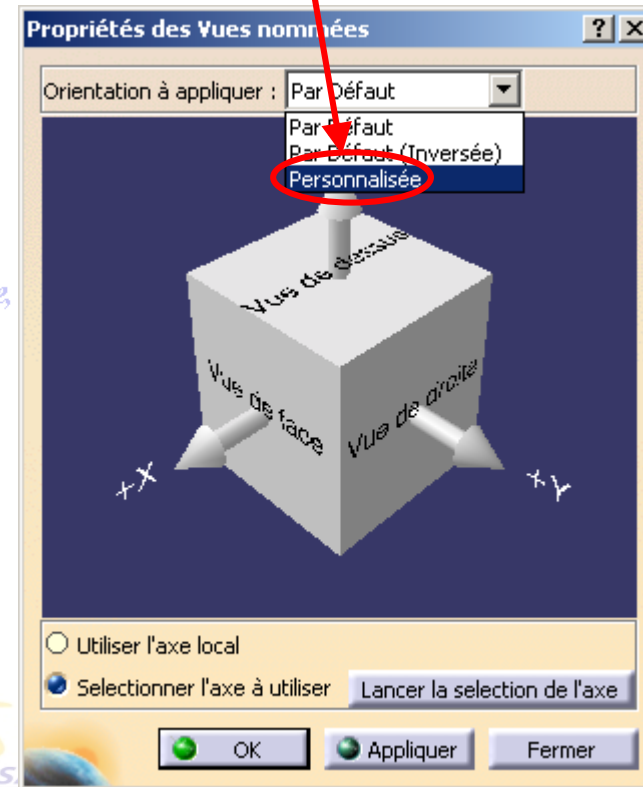 Propriétés des Vues nommées
Orientation à appliquer : Par Défaut
Par Défaut
Par Défaut (Inversée)
Personnalisée
Vue de dessue
Vue de face
Vue de droite
+X
+Y
Utiliser l'axe local
Selectionner l'axe à utiliser Lancer la selection de l'axe
OK Appliquer Fermer